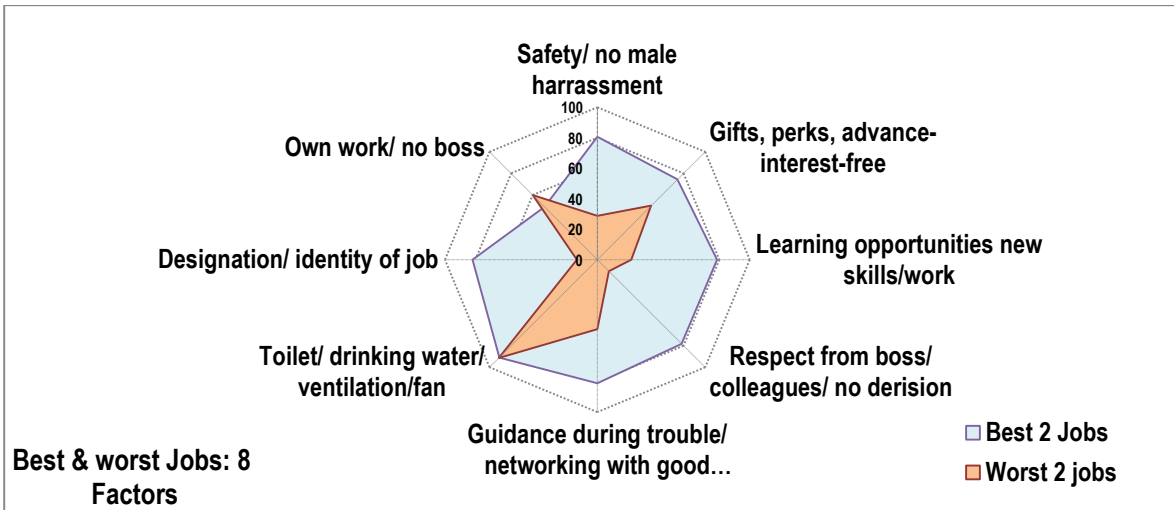 Safety/ no male
harrassment
100
80
60
40
20
0
Gifts, perks, advance-
interest-free
Learning opportunities new
skills/work
Respect from boss/
colleagues/ no derision
Guidance during trouble/
networking with good…
Toilet/ drinking water/
ventilation/fan
Designation/ identity of job
Own work/ no boss
Best 2 Jobs
Worst 2 jobs
Best & worst Jobs: 8
Factors